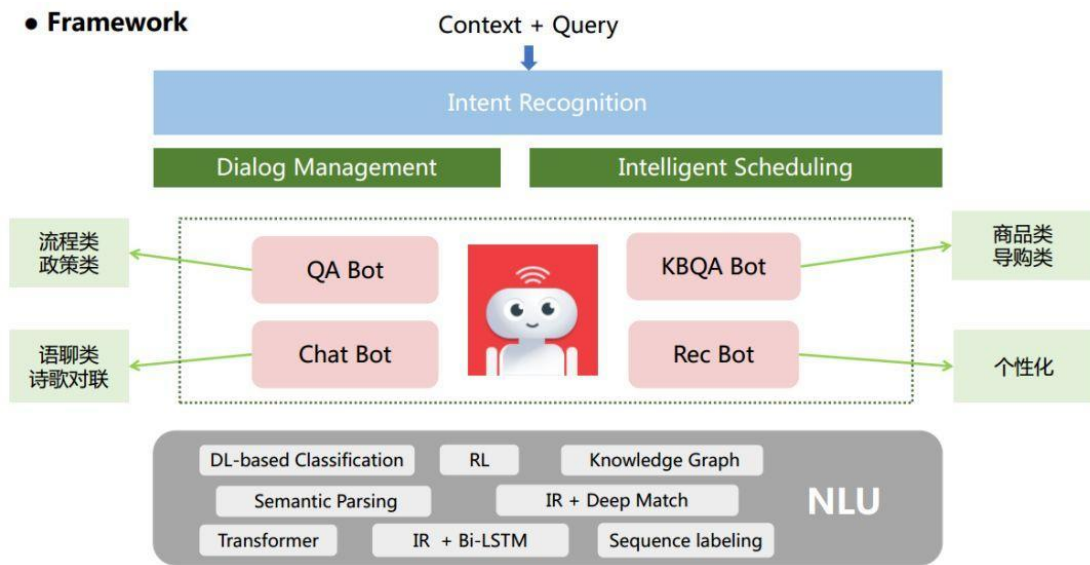 ● Framework
Context + Query
Intent Recognition
Dialog Management
Intelligent Scheduling
流程类
政策类
QA Bot
KBQA Bot
商品类
导购类
语聊类
诗歌对联
Chat Bot
Rec Bot
个性化
DL-based Classification
RL
Knowledge Graph
Semantic Parsing
IR + Deep Match
NLU
Transformer
IR + Bi-LSTM
Sequence labeling